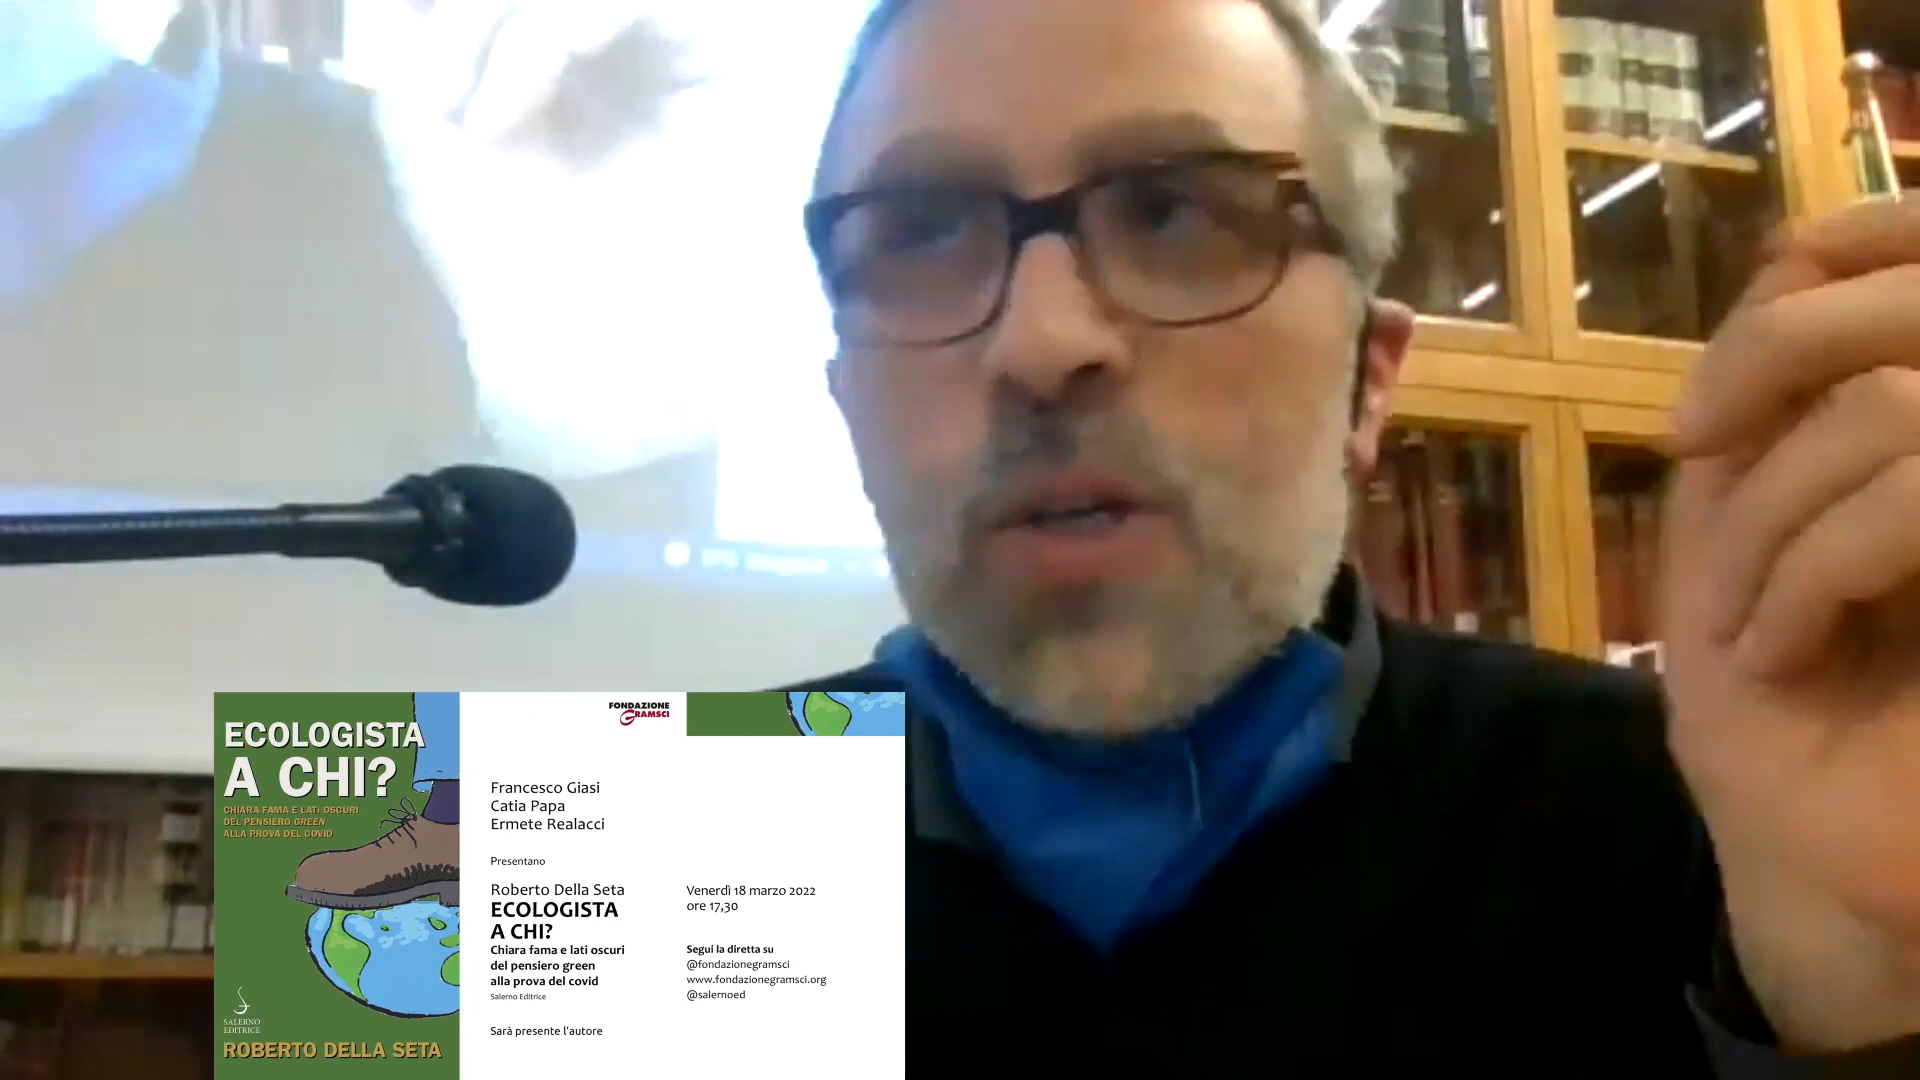 ECOLOGISTA
A CHI?
CHIARA FAMA E LATI OSCURI
DEL PENSIERO GREEN
ALLA PROVA DEL COVID
SALERNO
EDITRICE
ROBERTO DELLA SETA
FONDAZIONE
GRAMSCI
Francesco Giasi
Catia Papa
Ermete Realacci
Presentano
Roberto Della Seta
ECOLOGISTA
A CHI?
Chiara fama e lati oscuri
del pensiero green
alla prova del covid
Salerno Editrice
Sarà presente l'autore
Venerdì 18 marzo 2022
ore 17,30
Segui la diretta su
@fondazionegramsci
www.fondazionegramsci.org
@salernoed